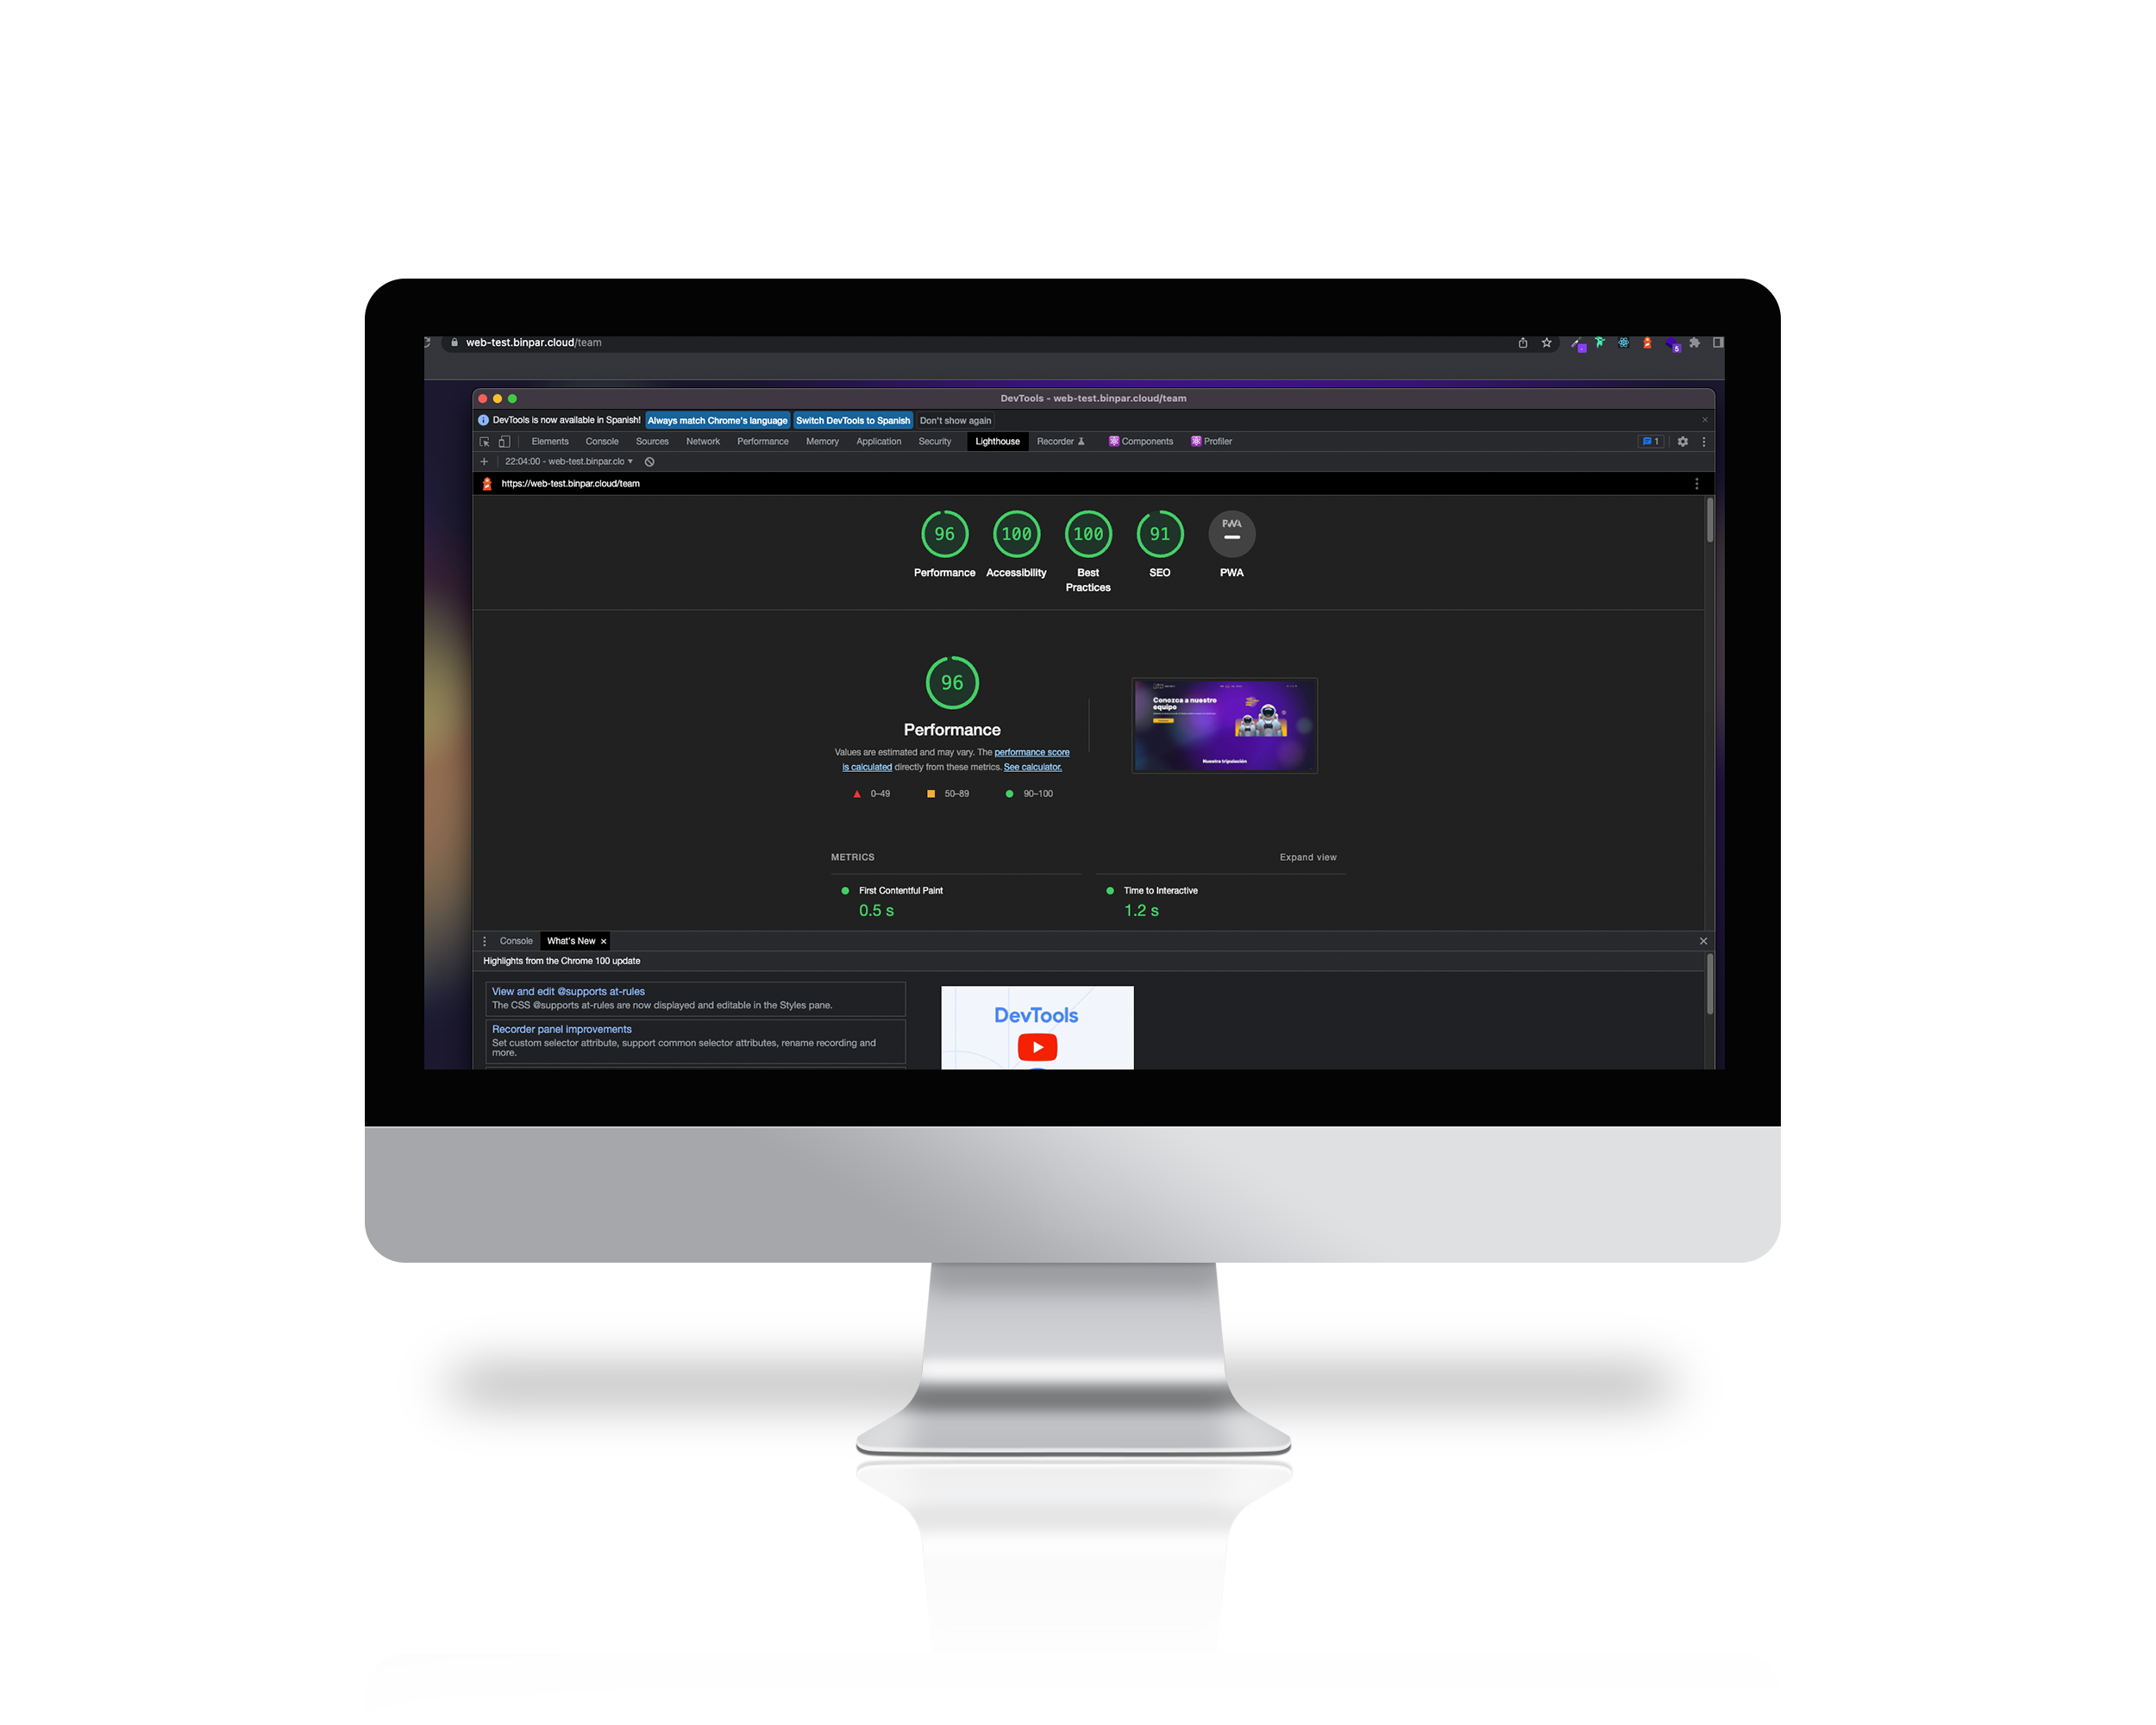 web-test.binpar.cloud/team
5
DevTools - web-test.binpar.cloud/team
DevTools is now available in Spanish! Always match Chrome's language Switch DevTools to Spanish Don't show again
Elements Console Sources Network Performance Memory Application Security Lighthouse Recorder Components Profiler 1
22:04:00 - web-test.binpar.clo
https://web-test.binpar.cloud/team
96 100 100 91 PWA
Performance Accessibility Best Practices SEO PWA
96
Performance
Values are estimated and may vary. The performance score
is calculated directly from these metrics. See calculator.
0–49 50–89 90–100
Conozca a nuestro
equipo
Nuestra tripulación
METRICS Expand view
First Contentful Paint Time to Interactive
0.5 s 1.2 s
Console What's New
Highlights from the Chrome 100 update
View and edit @supports at-rules
The CSS @supports at-rules are now displayed and editable in the Styles pane.
Recorder panel improvements
Set custom selector attribute, support common selector attributes, rename recording and
more.
DevTools